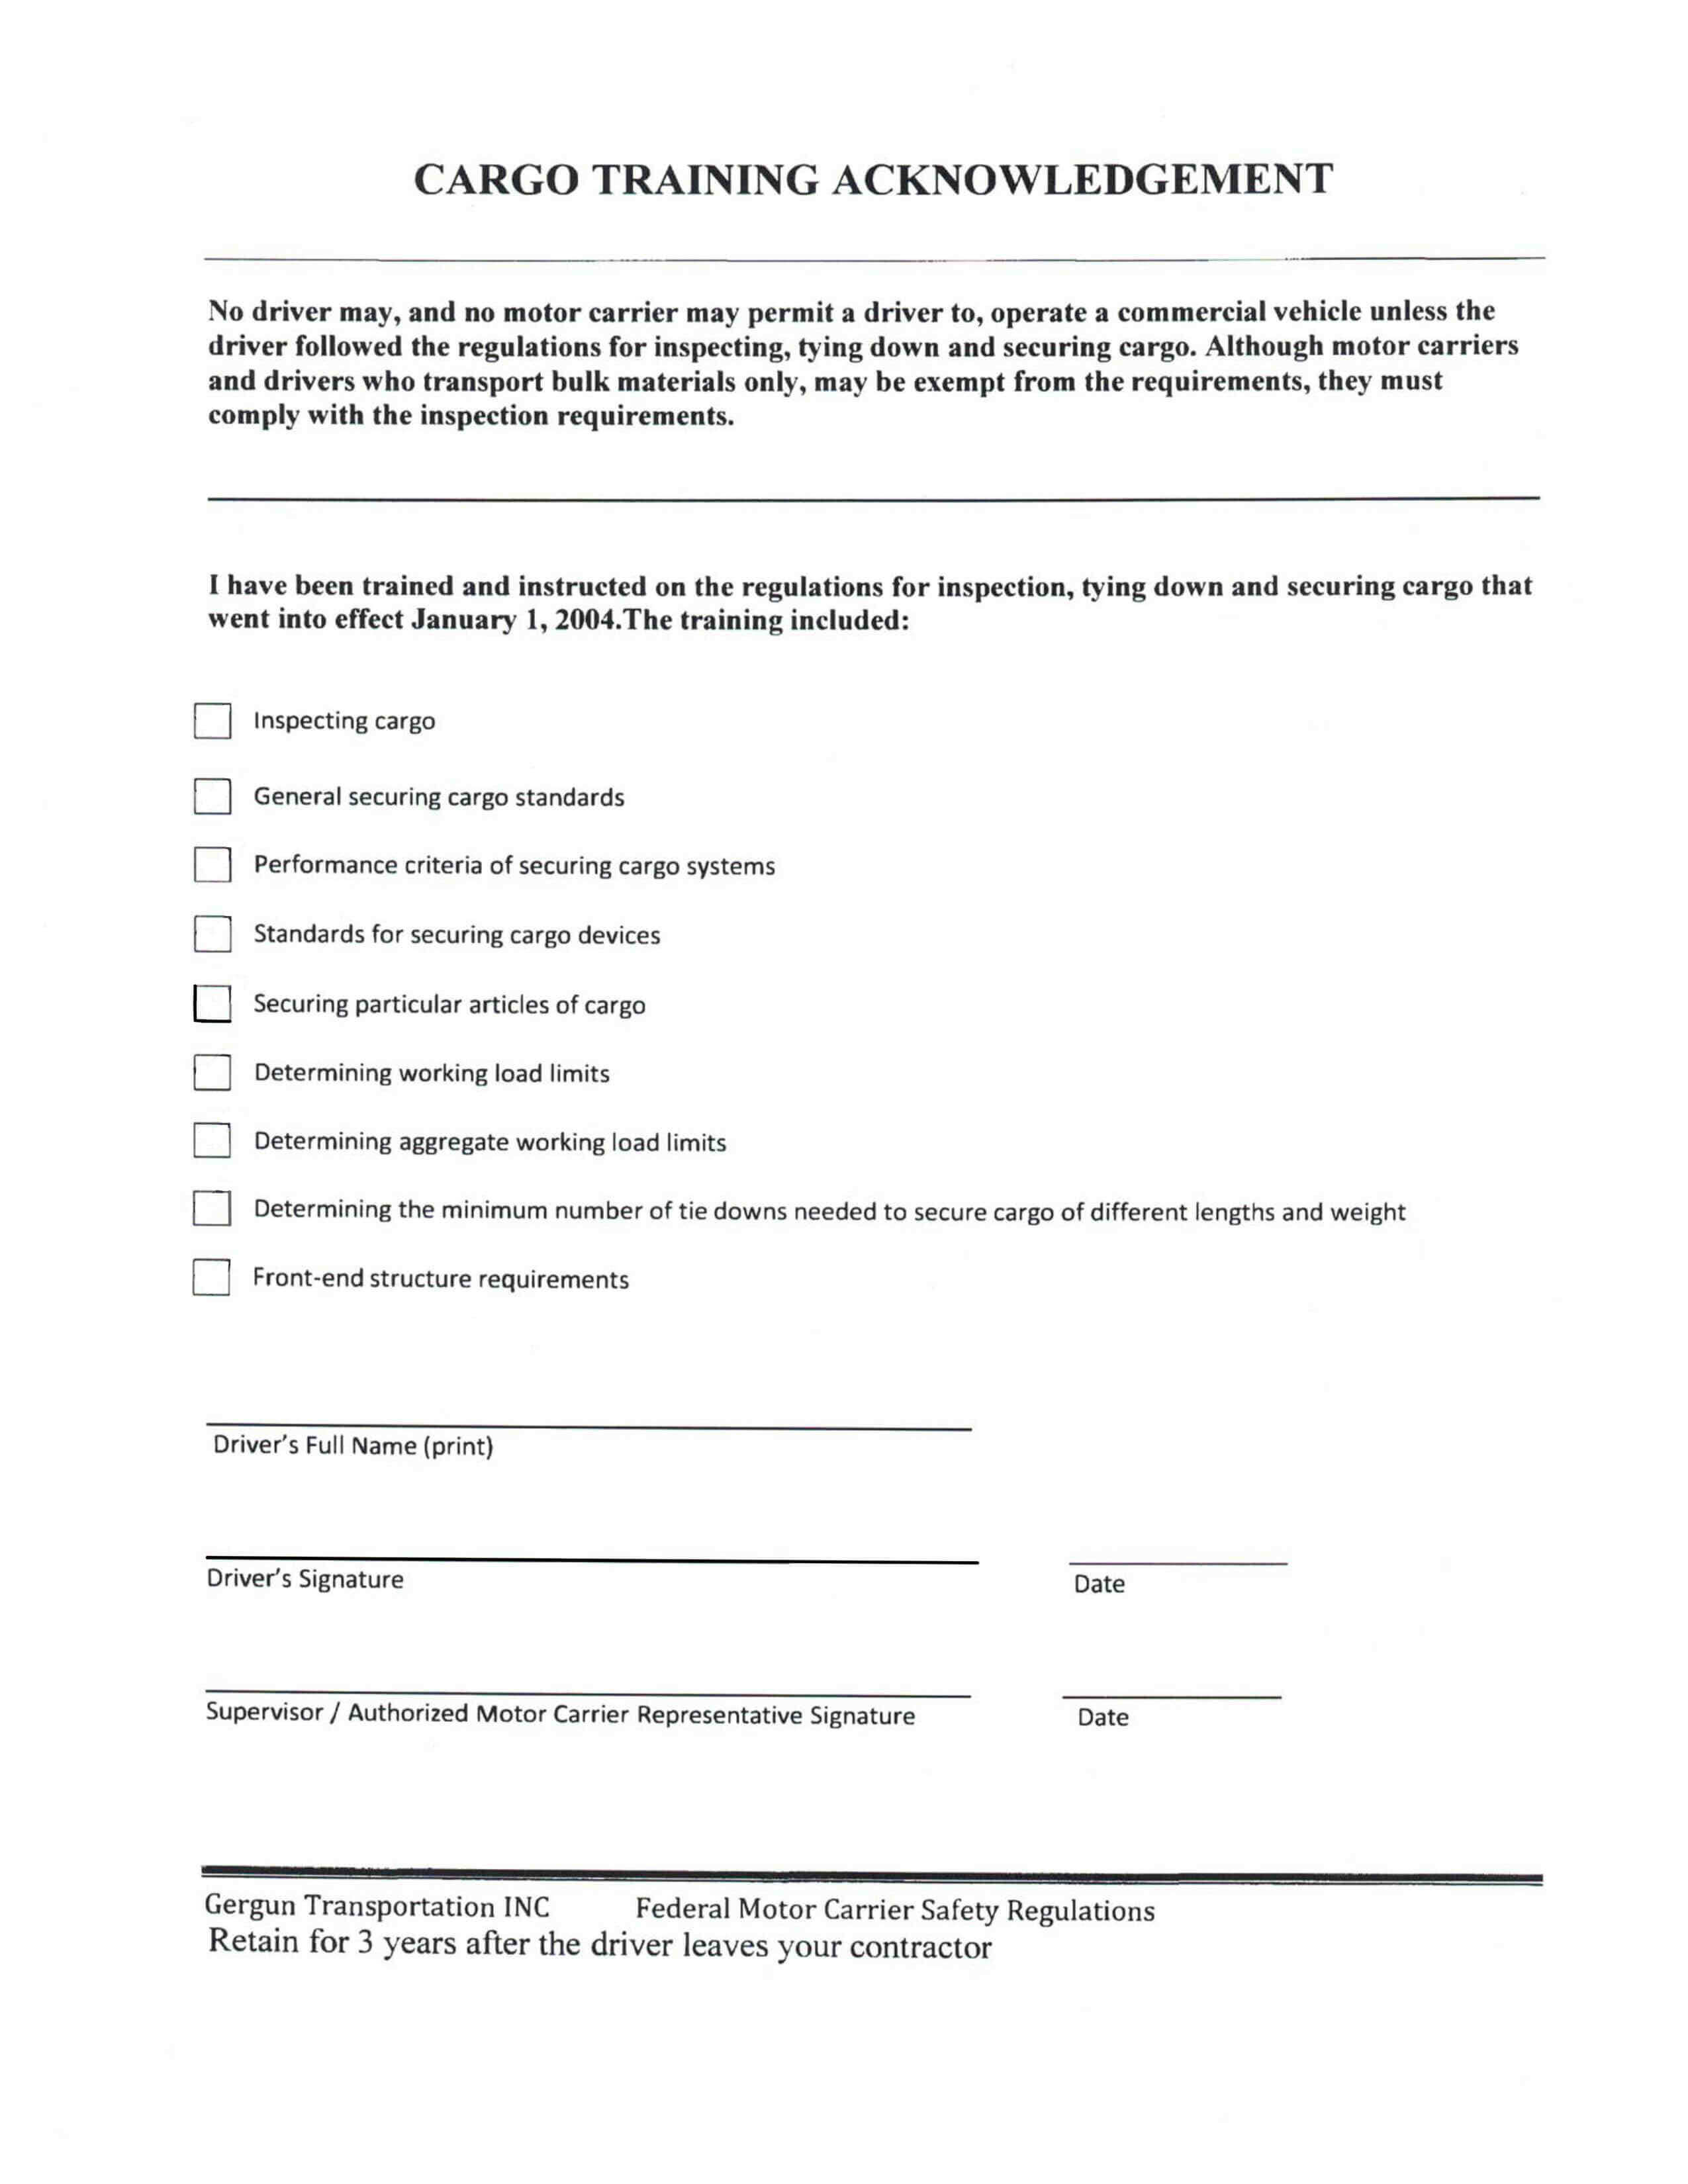 CARGO TRAINING ACKNOWLEDGEMENT
No driver may, and no motor carrier may permit a driver to, operate a commercial vehicle unless the
driver followed the regulations for inspecting, tying down and securing cargo. Although motor carriers
and drivers who transport bulk materials only, may be exempt from the requirements, they must
comply with the inspection requirements.
I have been trained and instructed on the regulations for inspection, tying down and securing cargo that
went into effect January 1, 2004.The training included:
Inspecting cargo
General securing cargo standards
Performance criteria of securing cargo systems
Standards for securing cargo devices
Securing particular articles of cargo
Determining working load limits
Determining aggregate working load limits
Determining the minimum number of tie downs needed to secure cargo of different lengths and weight
Front-end structure requirements
Driver's Full Name (print)
Driver's Signature Date
Supervisor / Authorized Motor Carrier Representative Signature Date
Gergun Transportation INC Federal Motor Carrier Safety Regulations
Retain for 3 years after the driver leaves your contractor